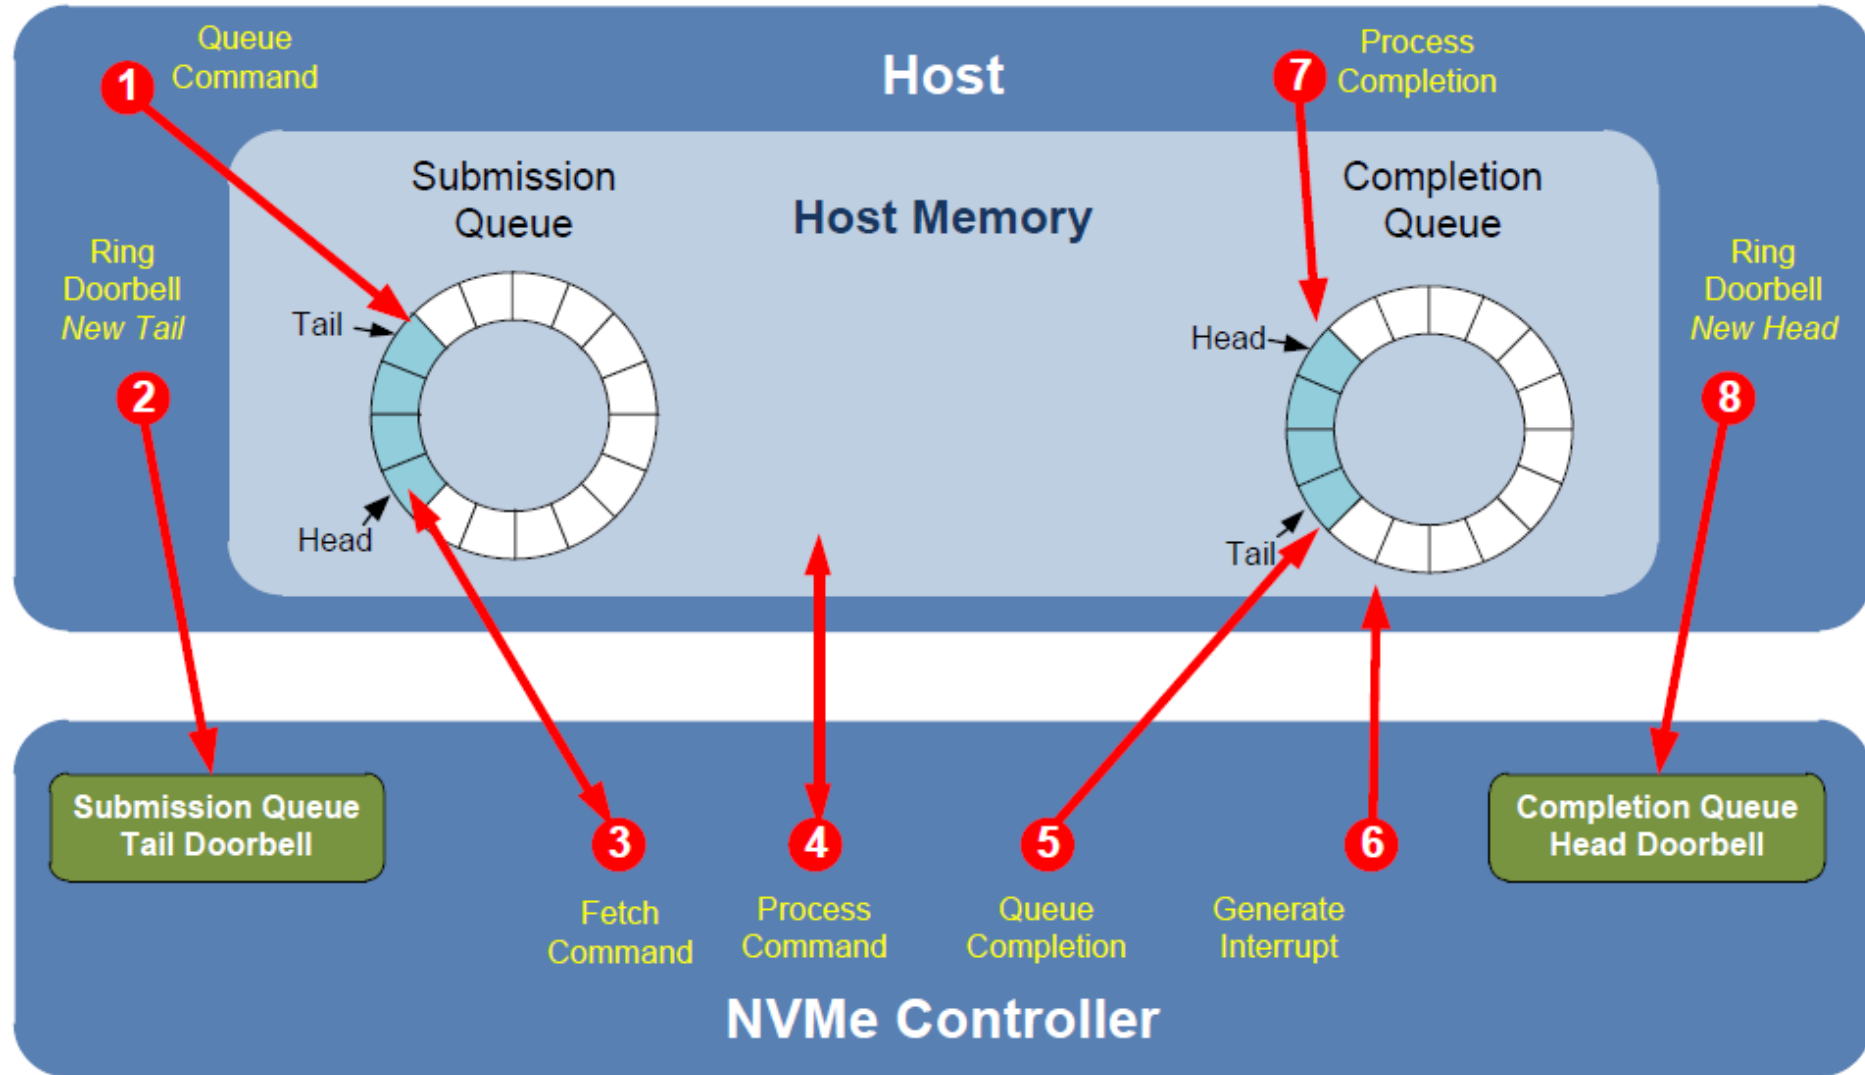 Queue
Command
1
Host
7
Process
Completion
Submission
Queue
Host Memory
Completion
Queue
Ring
Doorbell
New Tail
2
Tail
Head
Head
Tail
Ring
Doorbell
New Head
8
Submission Queue
Tail Doorbell
3
Fetch
Command
4
Process
Command
5
Queue
Completion
6
Generate
Interrupt
Completion Queue
Head Doorbell
NVMe Controller